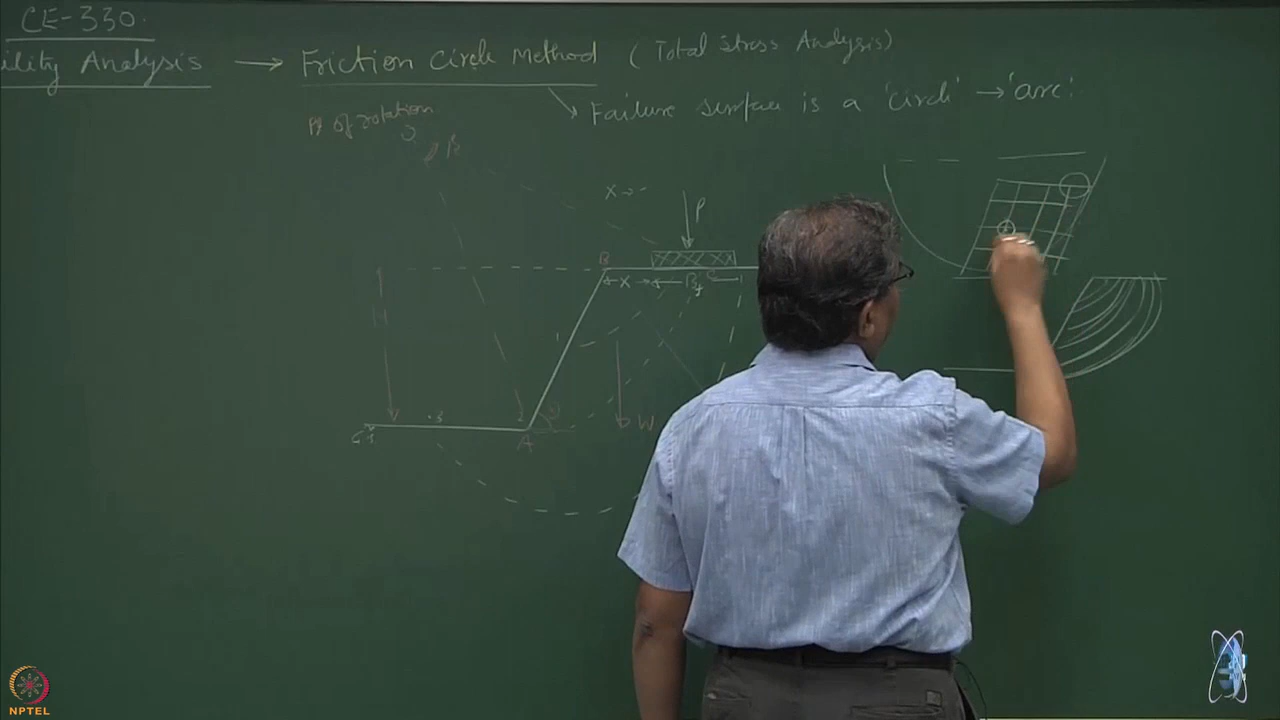 CE-330.
ility Analysis → Friction Circle Method (Total Stress Analysis)
Failure surface is a 'Circle' → 'arc'.
Pt of rotation
O
R
X → -
P
B
C
X
Bf
H
W
A
NPTEL